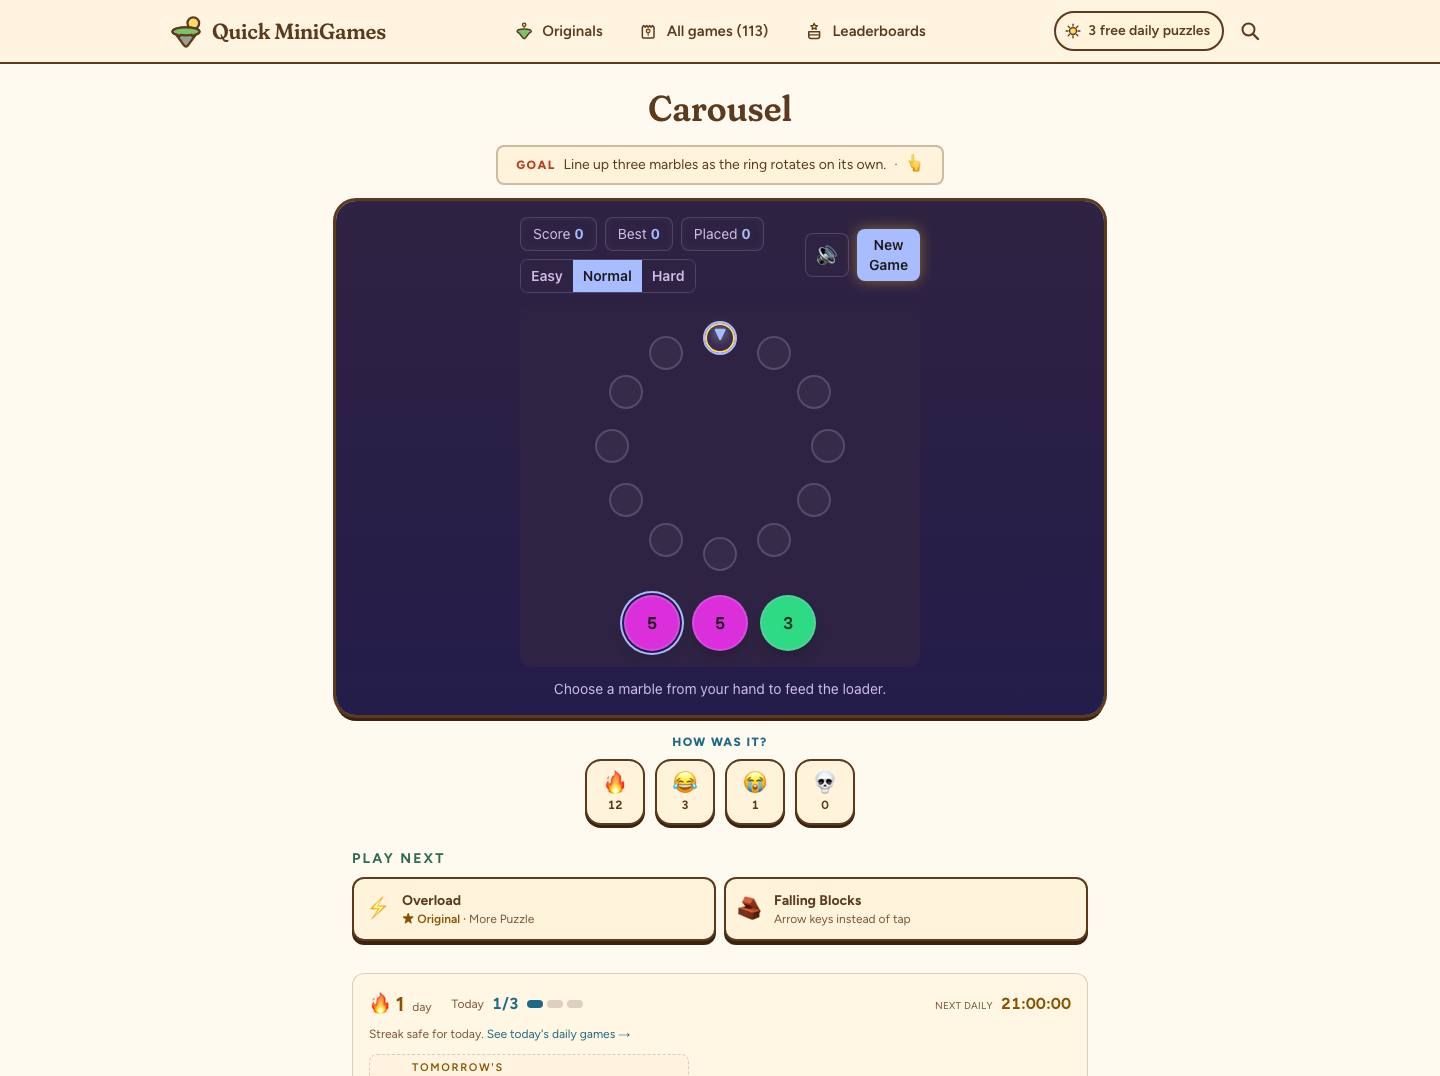 Quick MiniGames
Originals
All games (113)
Leaderboards
3 free daily puzzles
Carousel
GOAL Line up three marbles as the ring rotates on its own. ·
Score 0
Best 0
Placed 0
Easy
Normal
Hard
New
Game
5
5
3
Choose a marble from your hand to feed the loader.
HOW WAS IT?
12
3
1
0
PLAY NEXT
Overload
Original · More Puzzle
Falling Blocks
Arrow keys instead of tap
1 day
Today 1/3
NEXT DAILY 21:00:00
Streak safe for today. See today's daily games →
TOMORROW'S